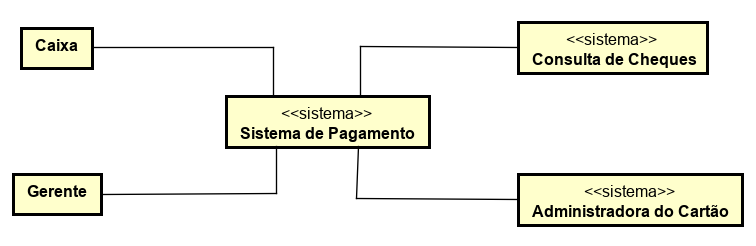 Caixa
<<sistema>>
Consulta de Cheques
<<sistema>>
Sistema de Pagamento
Gerente
<<sistema>>
Administradora do Cartão